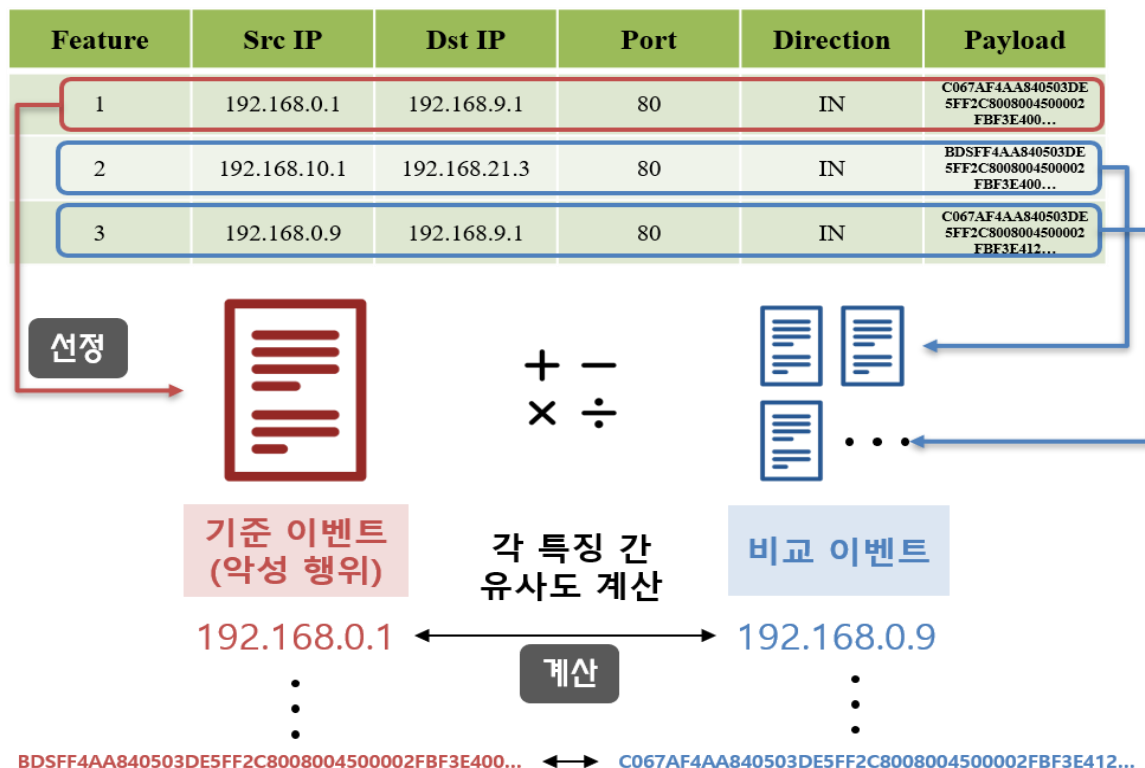 Feature Src IP Dst IP Port Direction Payload
1 192.168.0.1 192.168.9.1 80 IN C067AF4AA840503DE
5FF2C8008004500002
FBF3E400...
2 192.168.10.1 192.168.21.3 80 IN BDSFF4AA840503DE
5FF2C8008004500002
FBF3E400...
3 192.168.0.9 192.168.9.1 80 IN C067AF4AA840503DE
5FF2C8008004500002
FBF3E412...
선정
+ −
× ÷
기준 이벤트
(악성 행위)
각 특징 간
유사도 계산
비교 이벤트
192.168.0.1 192.168.0.9
계산
BDSFF4AA840503DE5FF2C8008004500002FBF3E400... C067AF4AA840503DE5FF2C8008004500002FBF3E412...